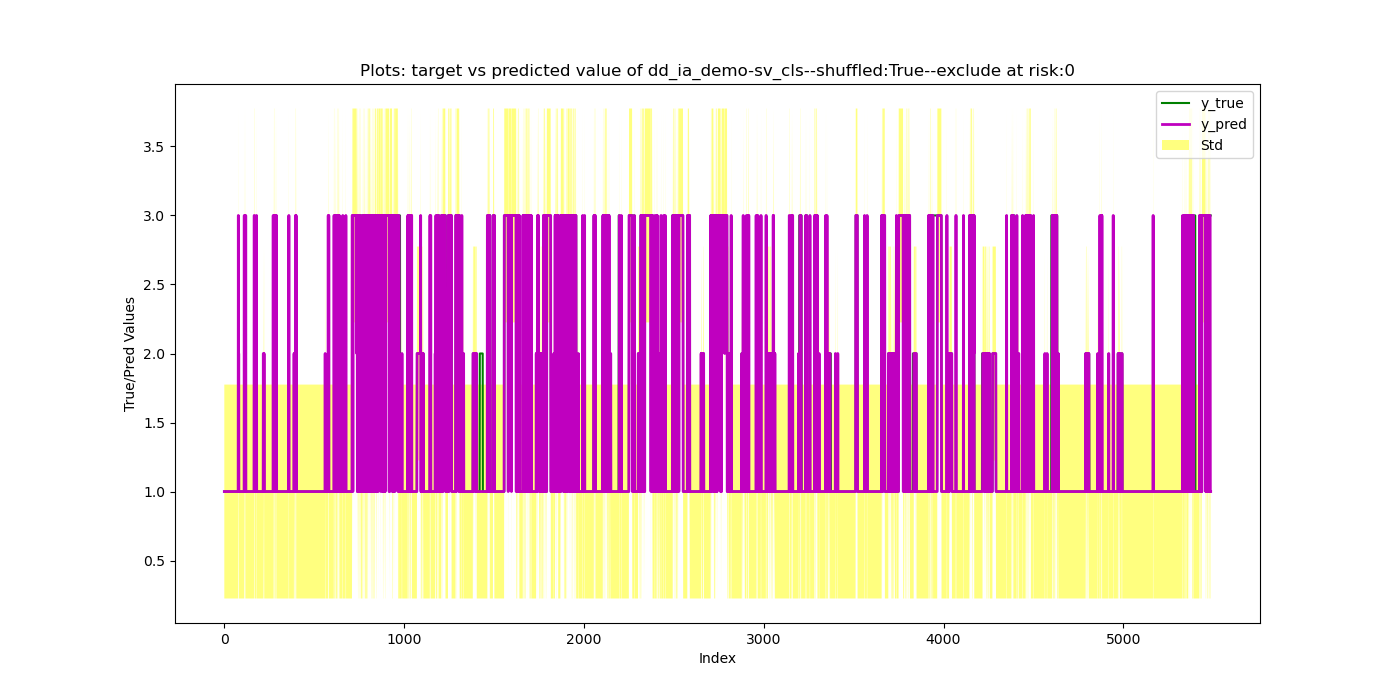 Plots: target vs predicted value of dd_ia_demo-sv_cls--shuffled:True--exclude at risk:0
y_true
y_pred
Std
3.5
3.0
2.5
2.0
1.5
1.0
0.5
True/Pred Values
0 1000 2000 3000 4000 5000
Index